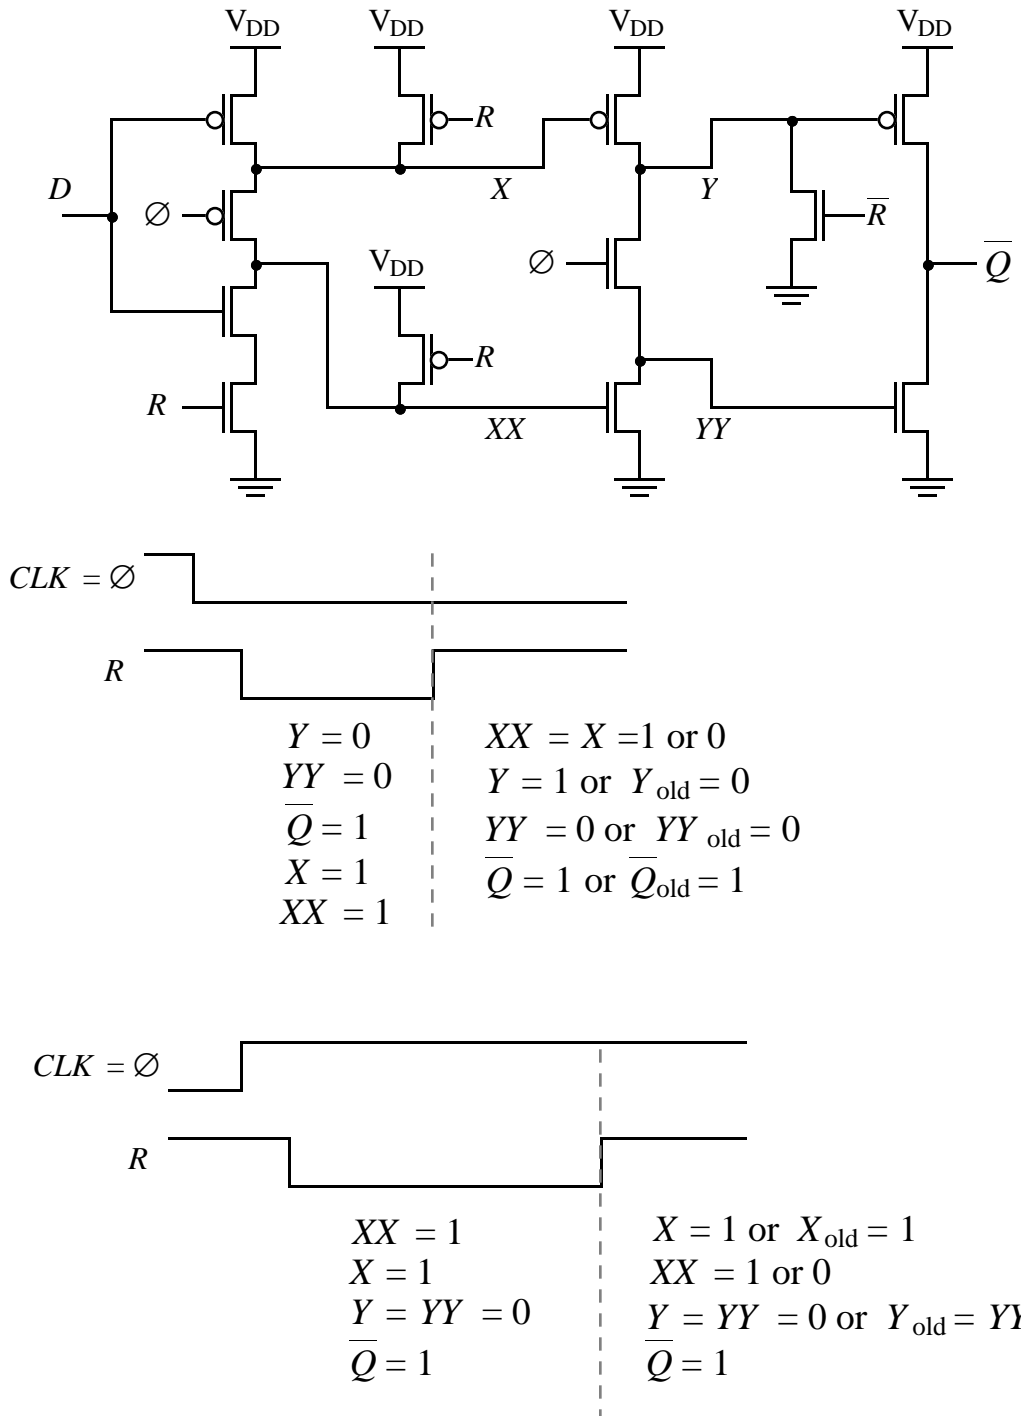 V_DD V_DD V_DD V_DD
R
D
X Y
∅ R̅
V_DD ∅ Q̅
R
R
XX YY
CLK = ∅
R
Y = 0 XX = X =1 or 0
YY = 0 Y = 1 or Y_old = 0
Q̅ = 1 YY = 0 or YY_old = 0
X = 1 Q̅ = 1 or Q̅_old = 1
XX = 1
CLK = ∅
R
XX = 1 X = 1 or X_old = 1
X = 1 XX = 1 or 0
Y = YY = 0 Y = YY = 0 or Y_old = YY
Q̅ = 1 Q̅ = 1